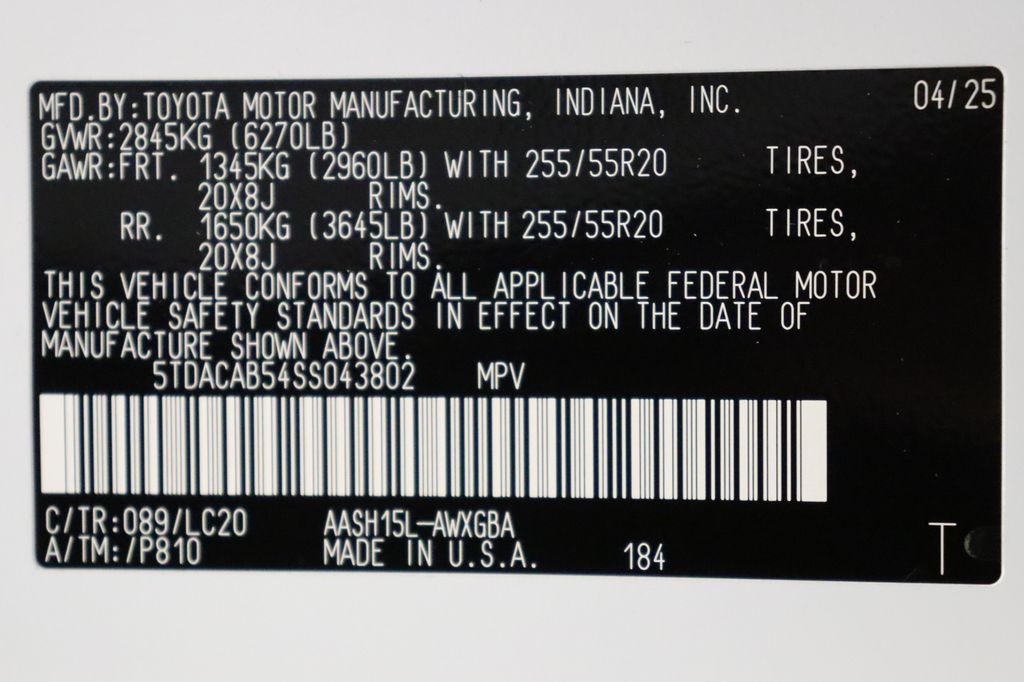 MFD.BY:TOYOTA MOTOR MANUFACTURING, INDIANA, INC. 04/25
GVWR:2845KG (6270LB)
GAWR:FRT. 1345KG (2960LB) WITH 255/55R20 TIRES,
20X8J RIMS.
RR. 1650KG (3645LB) WITH 255/55R20 TIRES,
20X8J RIMS.
THIS VEHICLE CONFORMS TO ALL APPLICABLE FEDERAL MOTOR
VEHICLE SAFETY STANDARDS IN EFFECT ON THE DATE OF
MANUFACTURE SHOWN ABOVE.
5TDACAB54SS043802 MPV
C/TR:089/LC20 AASH15L-AWXGBA
A/TM:/P810 MADE IN U.S.A. 184 T